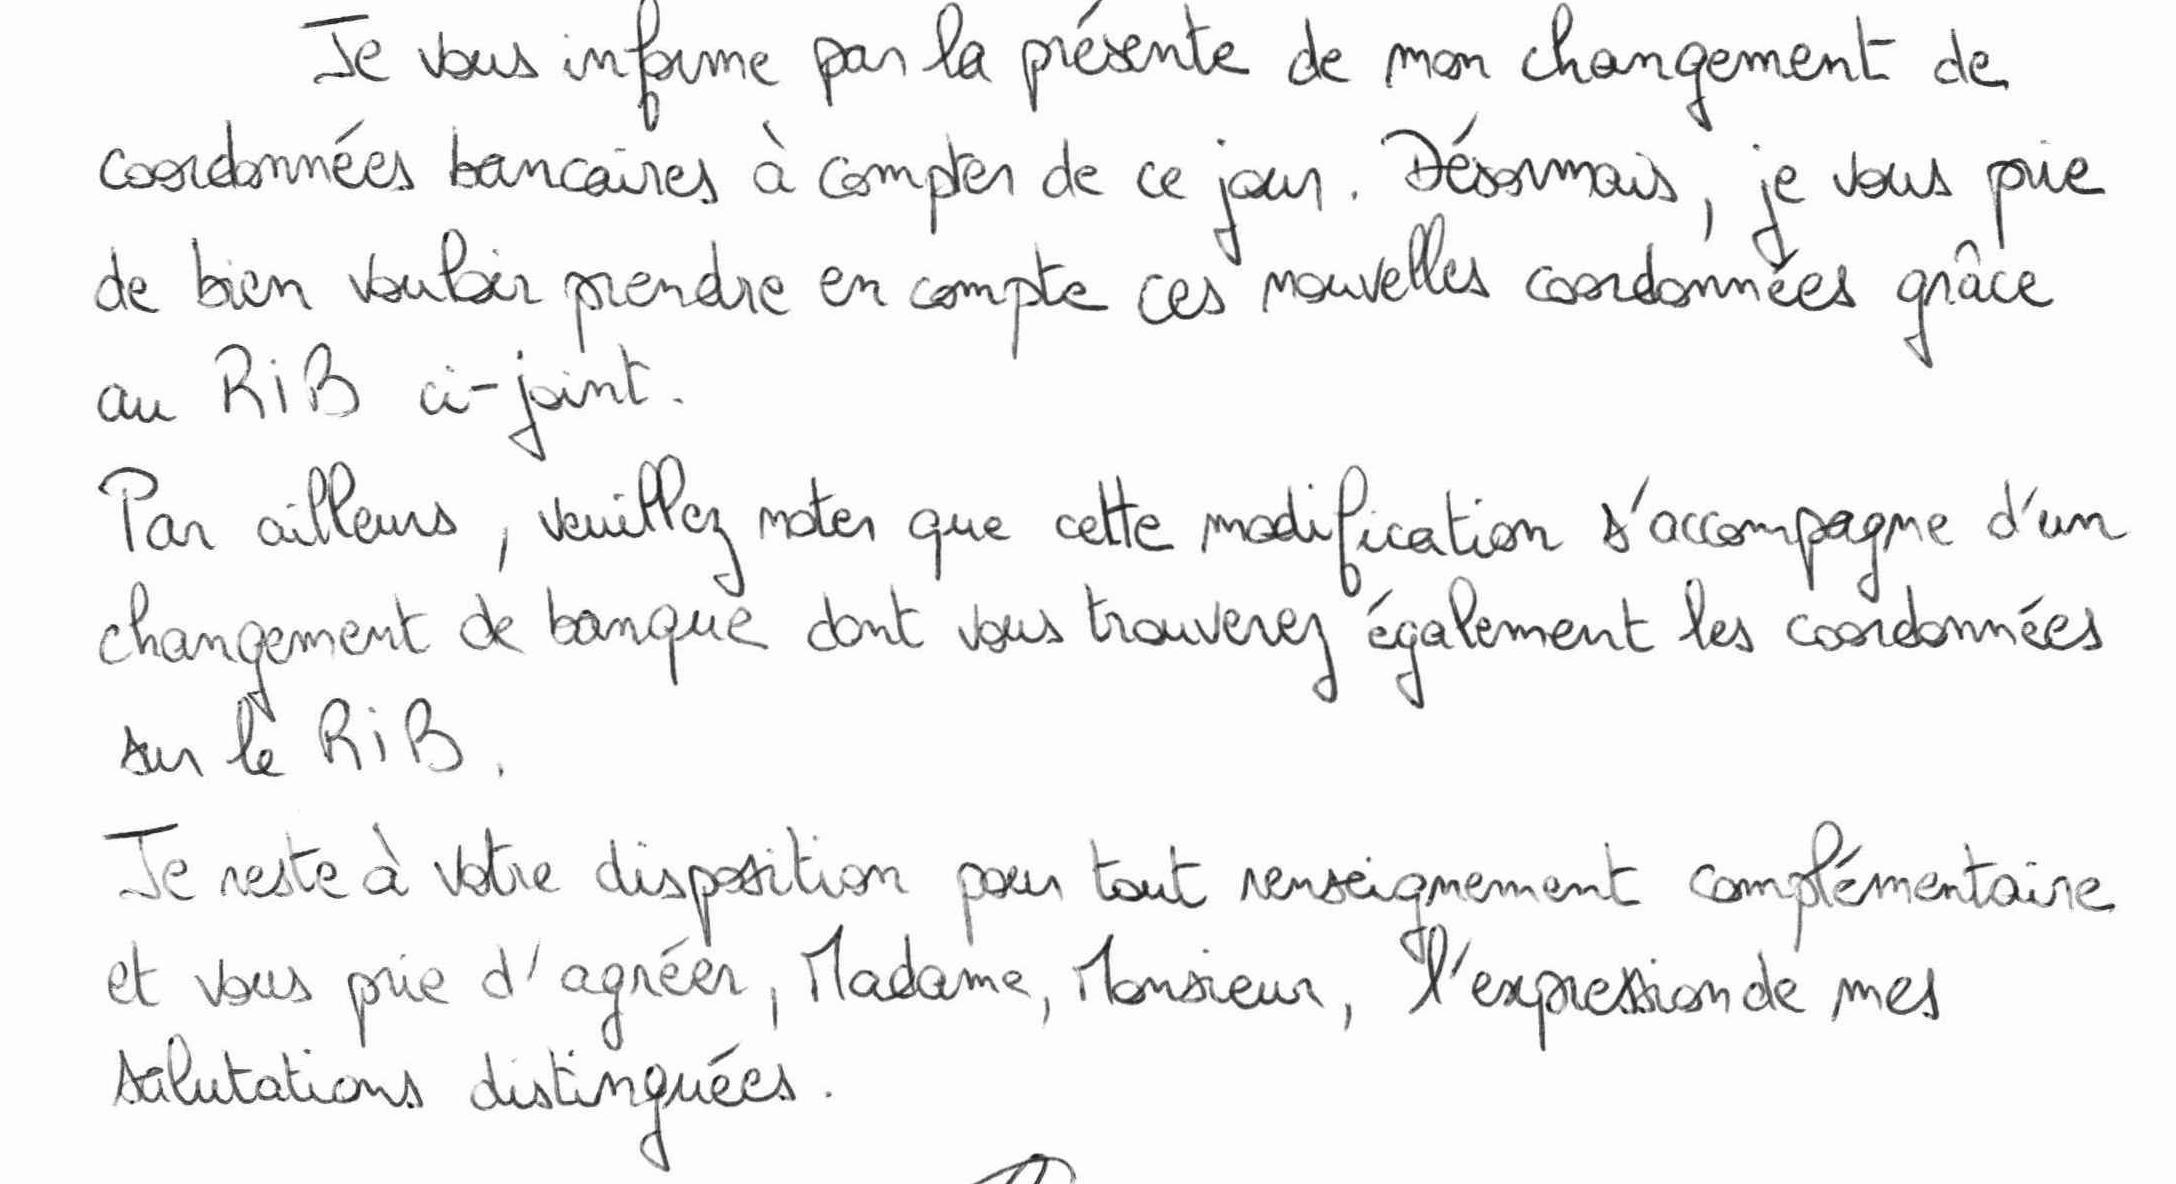 Je vous informe par la présente de mon changement de
coordonnées bancaires à compter de ce jour. Désormais, je vous prie
de bien vouloir prendre en compte ces nouvelles coordonnées grâce
au RiB ci-joint.
Par ailleurs, veuillez noter que cette modification s'accompagne d'un
changement de banque dont vous trouverez également les coordonnées
sur le RiB.
Je reste à votre disposition pour tout renseignement complémentaire
et vous prie d'agréer, Madame, Monsieur, l'expression de mes
salutations distinguées.